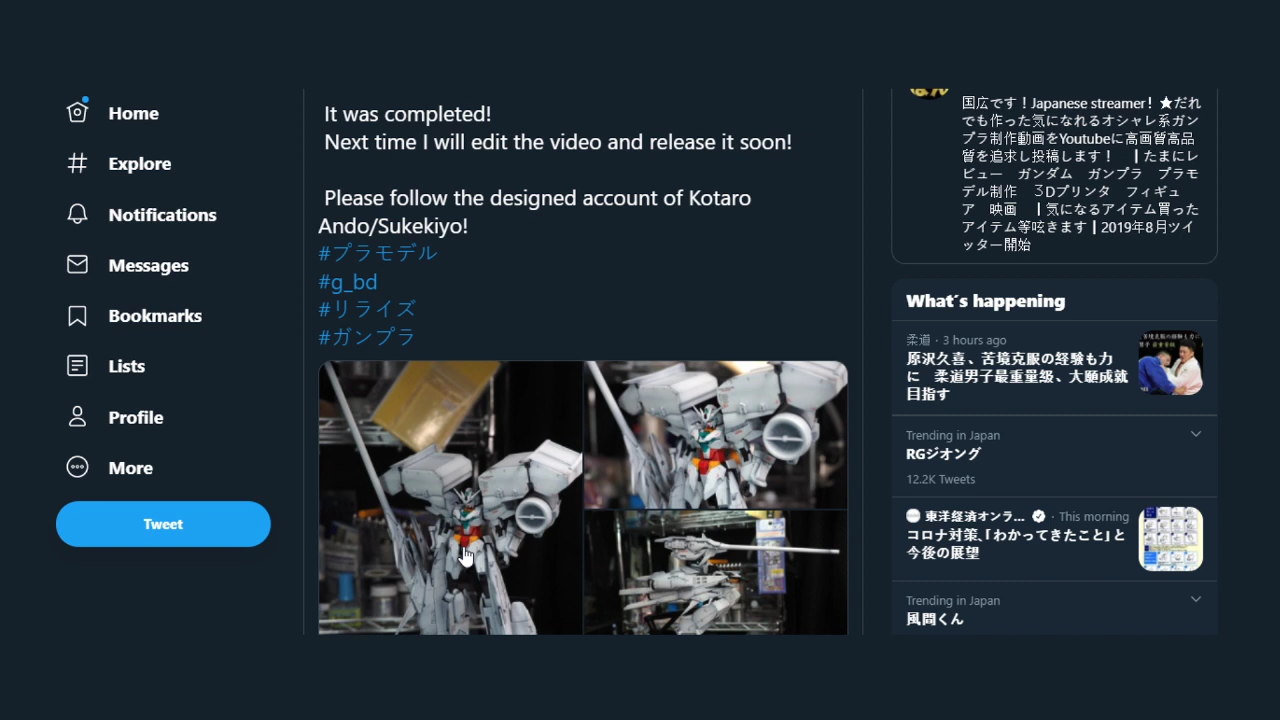 Home
Explore
Notifications
Messages
Bookmarks
Lists
Profile
More
Tweet
It was completed!
Next time I will edit the video and release it soon!
Please follow the designed account of Kotaro
Ando/Sukekiyo!
#プラモデル
#g_bd
#リライズ
#ガンプラ
国広です！Japanese streamer！★だれ
でも作った気になれるオシャレ系ガン
プラ制作動画をYoutubeに高画質高品
質を追求し投稿します！　┃たまにレ
ビュー　ガンダム　ガンプラ　プラモ
デル制作　３Dプリンタ　フィギュ
ア　映画　┃気になるアイテム買った
アイテム等呟きます┃2019年8月ツイ
ッター開始
What's happening
柔道 · 3 hours ago
原沢久喜、苦境克服の経験も力
に　柔道男子最重量級、大願成就
目指す
Trending in Japan
RGジオング
12.2K Tweets
東洋経済オンラ... · This morning
コロナ対策､｢わかってきたこと｣と
今後の展望
Trending in Japan
風間くん